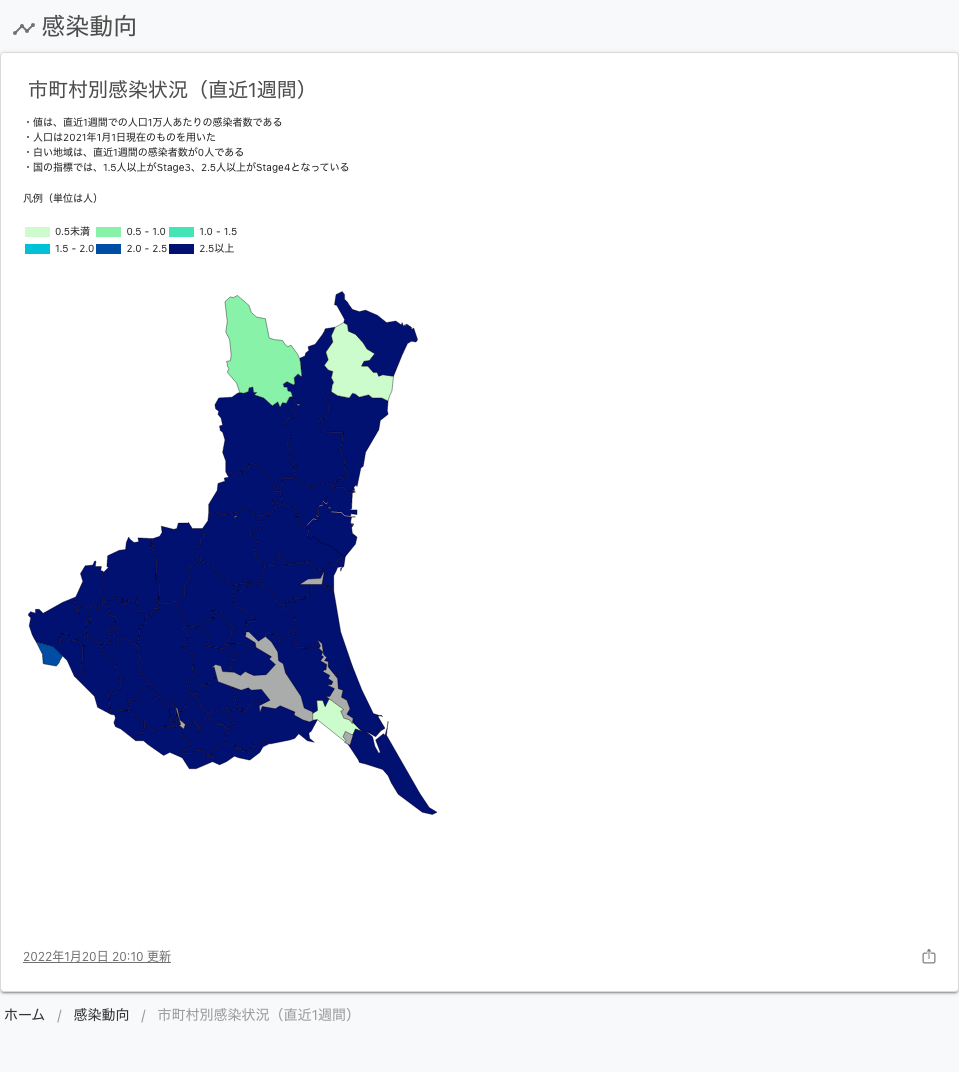 感染動向
市町村別感染状況（直近1週間）
・値は、直近1週間での人口1万人あたりの感染者数である
・人口は2021年1月1日現在のものを用いた
・白い地域は、直近1週間の感染者数が0人である
・国の指標では、1.5人以上がStage3、2.5人以上がStage4となっている
凡例（単位は人）
0.5未満 0.5 - 1.0 1.0 - 1.5
1.5 - 2.0 2.0 - 2.5 2.5以上
2022年1月20日 20:10 更新
ホーム / 感染動向 / 市町村別感染状況（直近1週間）